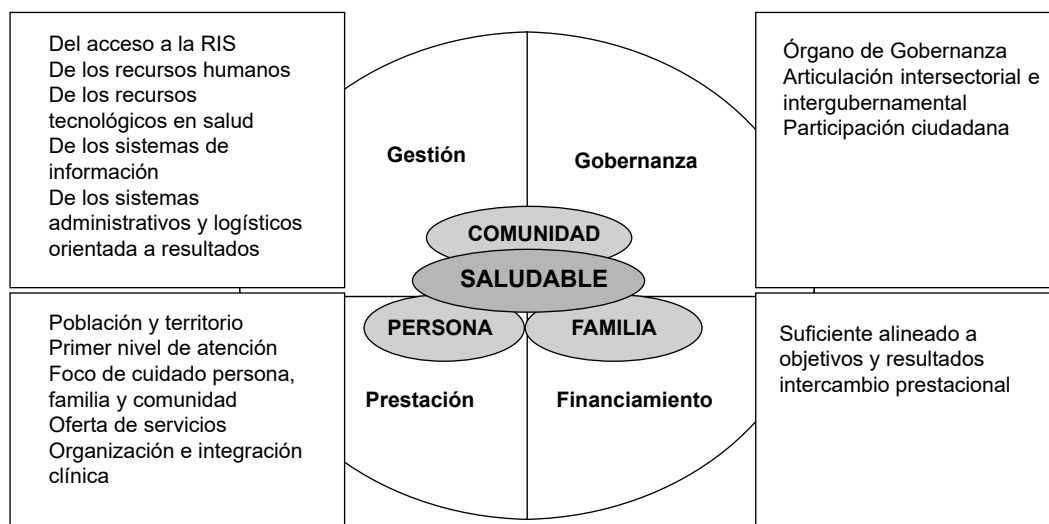 Del acceso a la RIS
De los recursos humanos
De los recursos
tecnológicos en salud
De los sistemas de
información
De los sistemas
administrativos y logísticos
orientada a resultados
Órgano de Gobernanza
Articulación intersectorial e
intergubernamental
Participación ciudadana
Gestión
Gobernanza
COMUNIDAD
SALUDABLE
PERSONA
FAMILIA
Prestación
Financiamiento
Población y territorio
Primer nivel de atención
Foco de cuidado persona,
familia y comunidad
Oferta de servicios
Organización e integración
clínica
Suficiente alineado a
objetivos y resultados
intercambio prestacional